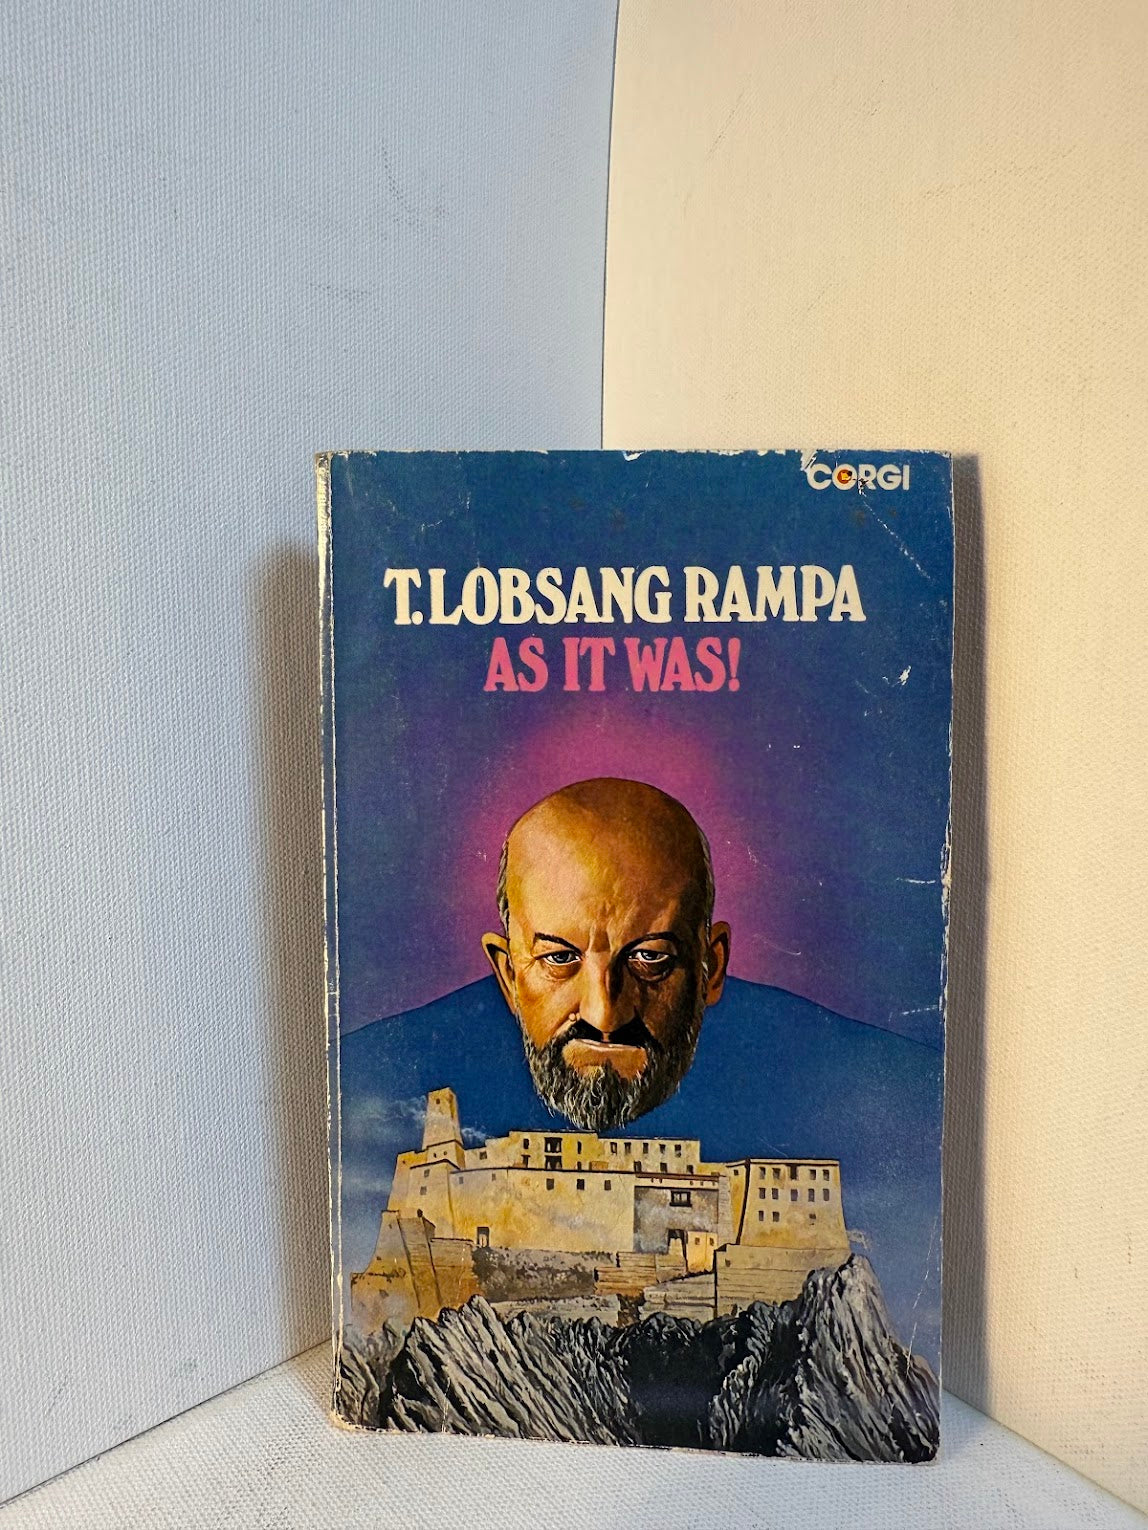 CORGI
T. LOBSANG RAMPA
AS IT WAS!